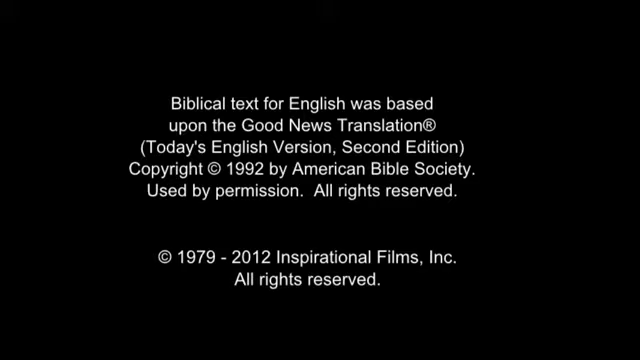 Biblical text for English was based
upon the Good News Translation®
(Today's English Version, Second Edition)
Copyright © 1992 by American Bible Society.
Used by permission.  All rights reserved.
© 1979 - 2012 Inspirational Films, Inc.
All rights reserved.